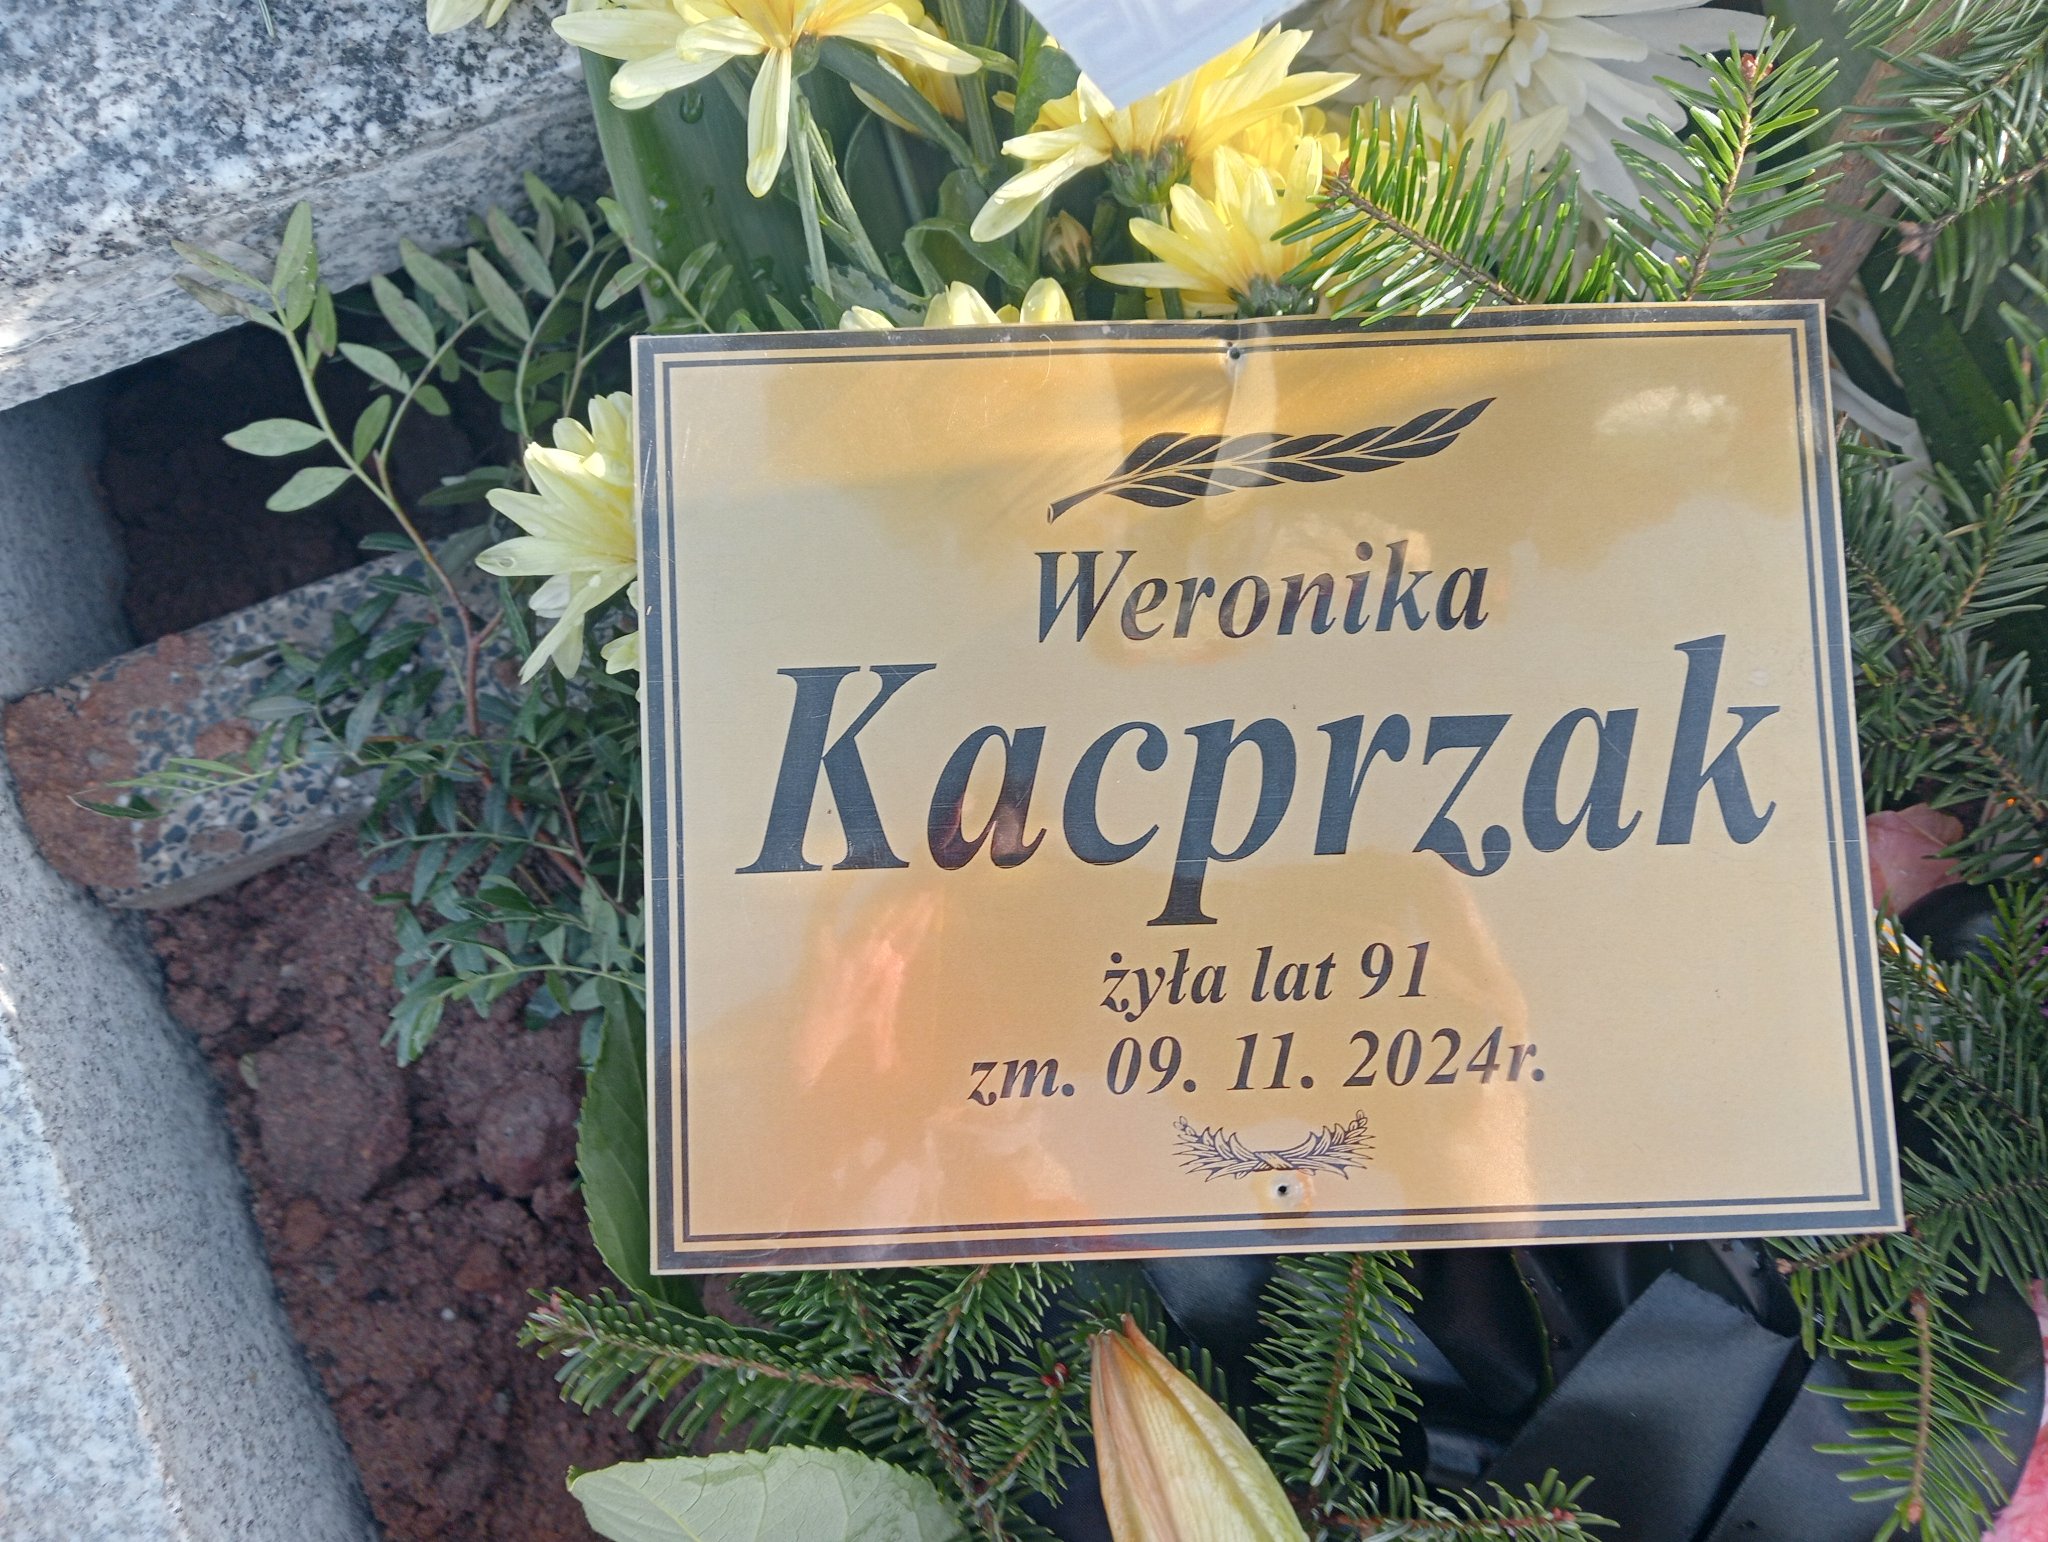 Weronika
Kacprzak
żyła lat 91
zm. 09. 11. 2024r.